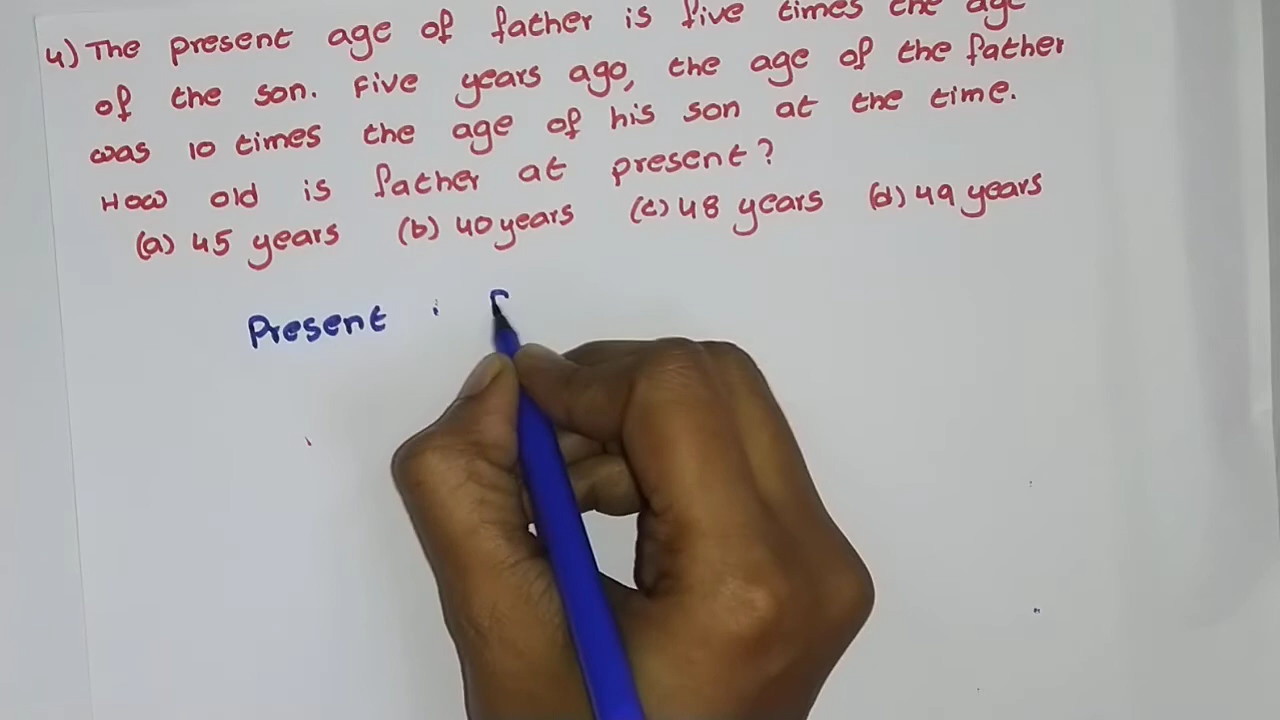 4) The present age of father is five times the age
of the son. Five years ago, the age of the father
was 10 times the age of his son at the time.
How old is father at present?
(a) 45 years (b) 40 years (c) 48 years (d) 49 years
Present :